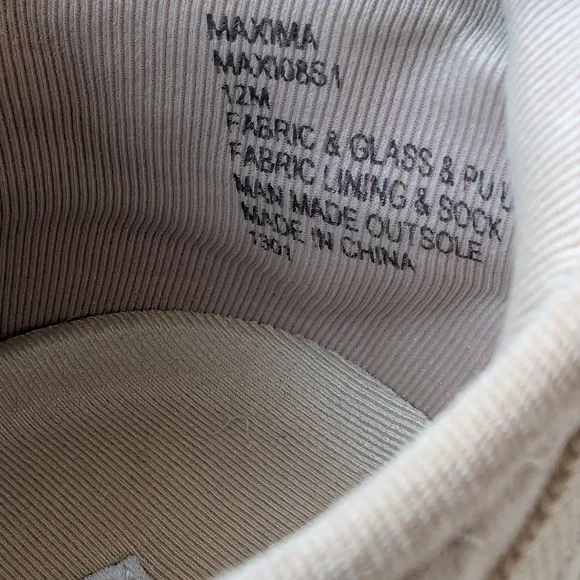 MAXIMA
MAXI08S1
12M
FABRIC & GLASS & PU U
FABRIC LINING & SOCK
MAN MADE OUTSOLE
MADE IN CHINA
1301